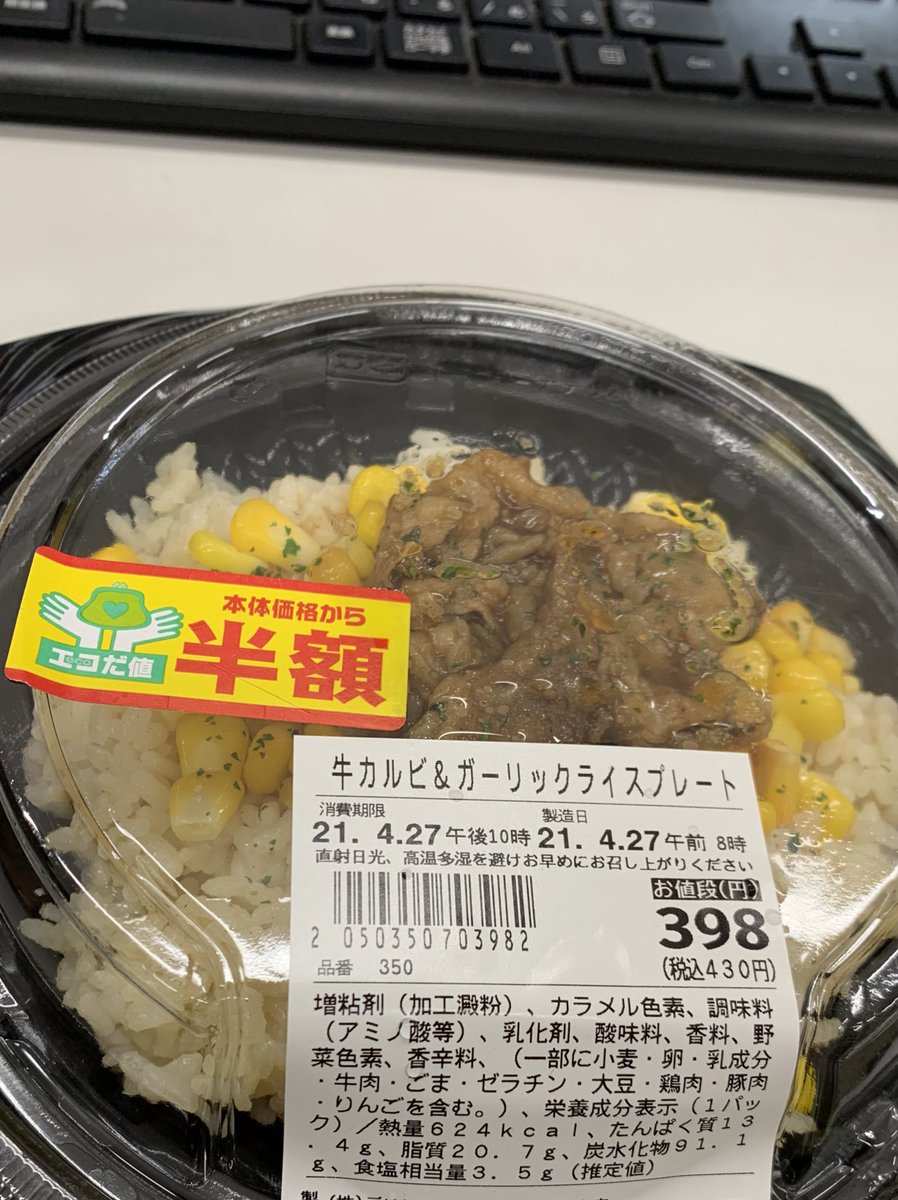 本体価格から
半額
eco
エコだ値
牛カルビ&ガーリックライスプレート
消費期限 製造日
21. 4.27午後10時 21. 4.27午前 8時
直射日光、高温多湿を避けお早めにお召し上がりください
お値段(円)
398
2 050350703982
(税込430円)
品番 350
増粘剤(加工澱粉)、カラメル色素、調味料
(アミノ酸等)、乳化剤、酸味料、香料、野
菜色素、香辛料、(一部に小麦・卵・乳成分
・牛肉・ごま・ゼラチン・大豆・鶏肉・豚肉
・りんごを含む。)、栄養成分表示(1パッ
ク)/熱量624kcal、たんぱく質13
.4g、脂質20.7g、炭水化物91.1
g、食塩相当量3.5g(推定値)